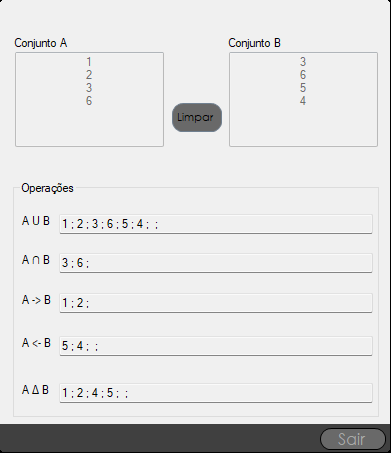 Conjunto A
1
2
3
6
Conjunto B
3
6
5
4
Limpar
Operações
A U B 1 ; 2 ; 3 ; 6 ; 5 ; 4 ;  ;
A ∩ B 3 ; 6 ;
A -> B 1 ; 2 ;
A <- B 5 ; 4 ;  ;
A Δ B 1 ; 2 ; 4 ; 5 ;  ;
Sair